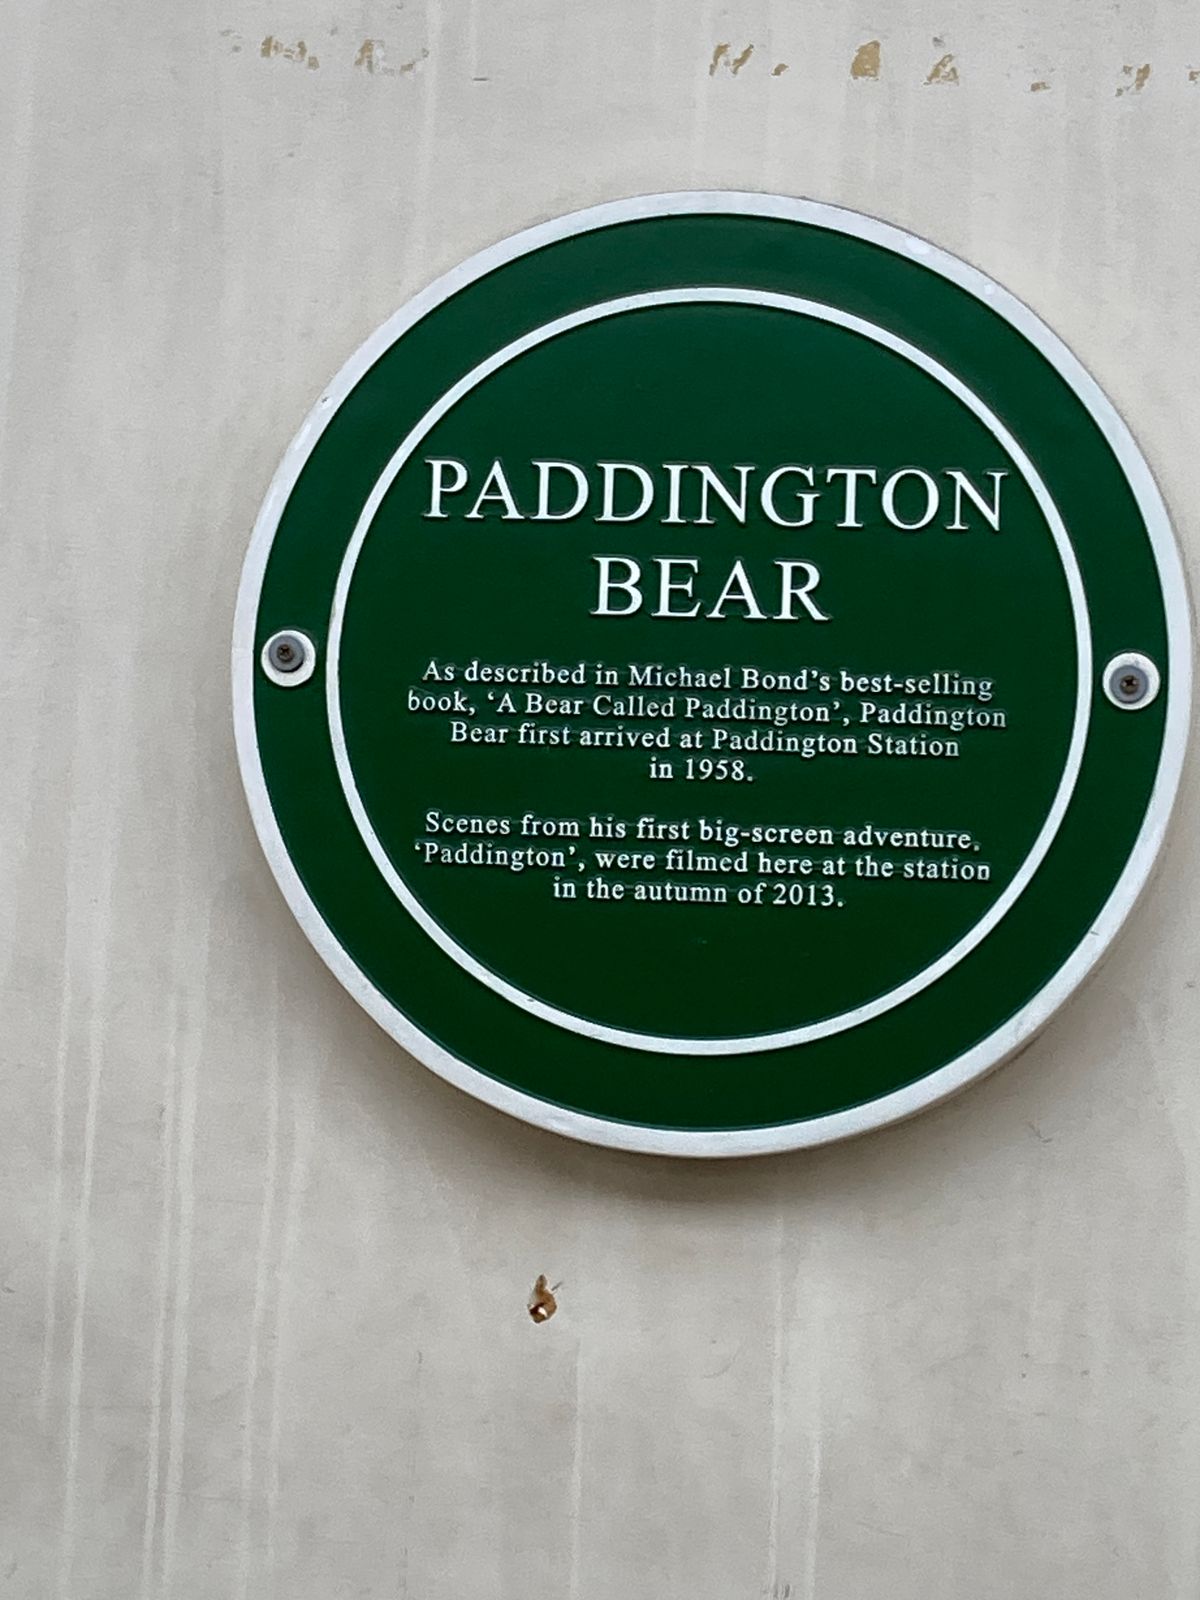 PADDINGTON
BEAR
As described in Michael Bond's best-selling
book, 'A Bear Called Paddington', Paddington
Bear first arrived at Paddington Station
in 1958.
Scenes from his first big-screen adventure.
'Paddington', were filmed here at the station
in the autumn of 2013.